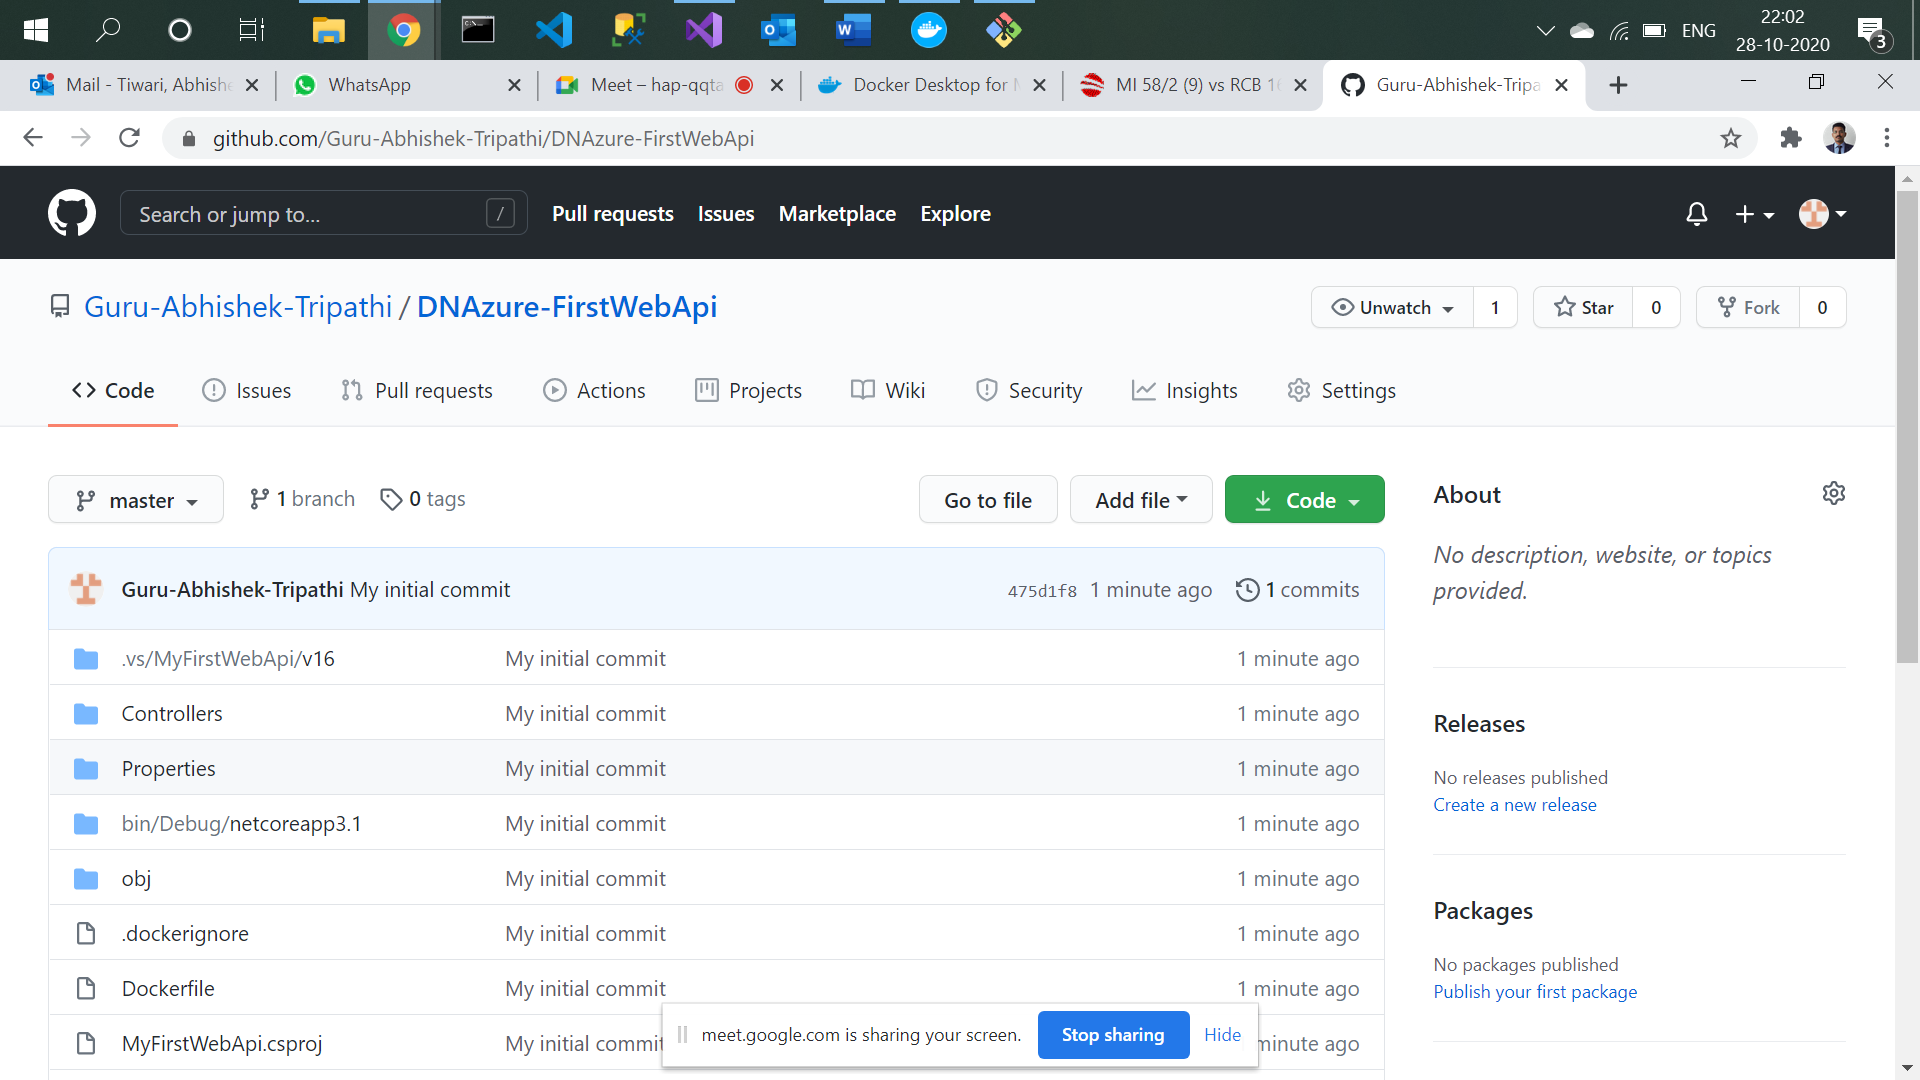 22:02
ENG
28-10-2020
3
Mail - Tiwari, Abhishe
WhatsApp
Meet – hap-qqta
Docker Desktop for M
MI 58/2 (9) vs RCB 16
Guru-Abhishek-Tripa
github.com/Guru-Abhishek-Tripathi/DNAzure-FirstWebApi
Search or jump to...
/
Pull requests
Issues
Marketplace
Explore
Guru-Abhishek-Tripathi / DNAzure-FirstWebApi
Unwatch 1
Star 0
Fork 0
Code
Issues
Pull requests
Actions
Projects
Wiki
Security
Insights
Settings
master
1 branch
0 tags
Go to file
Add file
Code
Guru-Abhishek-Tripathi My initial commit 475d1f8 1 minute ago 1 commits
.vs/MyFirstWebApi/v16 My initial commit 1 minute ago
Controllers My initial commit 1 minute ago
Properties My initial commit 1 minute ago
bin/Debug/netcoreapp3.1 My initial commit 1 minute ago
obj My initial commit 1 minute ago
.dockerignore My initial commit 1 minute ago
Dockerfile My initial commit 1 minute ago
MyFirstWebApi.csproj My initial commit minute ago
About
No description, website, or topics
provided.
Releases
No releases published
Create a new release
Packages
No packages published
Publish your first package
meet.google.com is sharing your screen.
Stop sharing
Hide